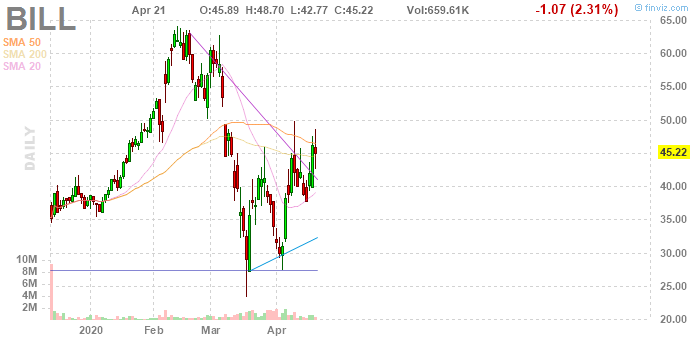 BILL Apr 21 O:45.89 H:48.70 L:42.77 C:45.22 Vol:659.61K -1.07 (2.31%)
© finviz.com
SMA 50
SMA 200
SMA 20
DAILY
65.00
60.00
55.00
50.00
45.22
40.00
35.00
30.00
25.00
20.00
10M
8M
6M
4M
2M
2020 Feb Mar Apr